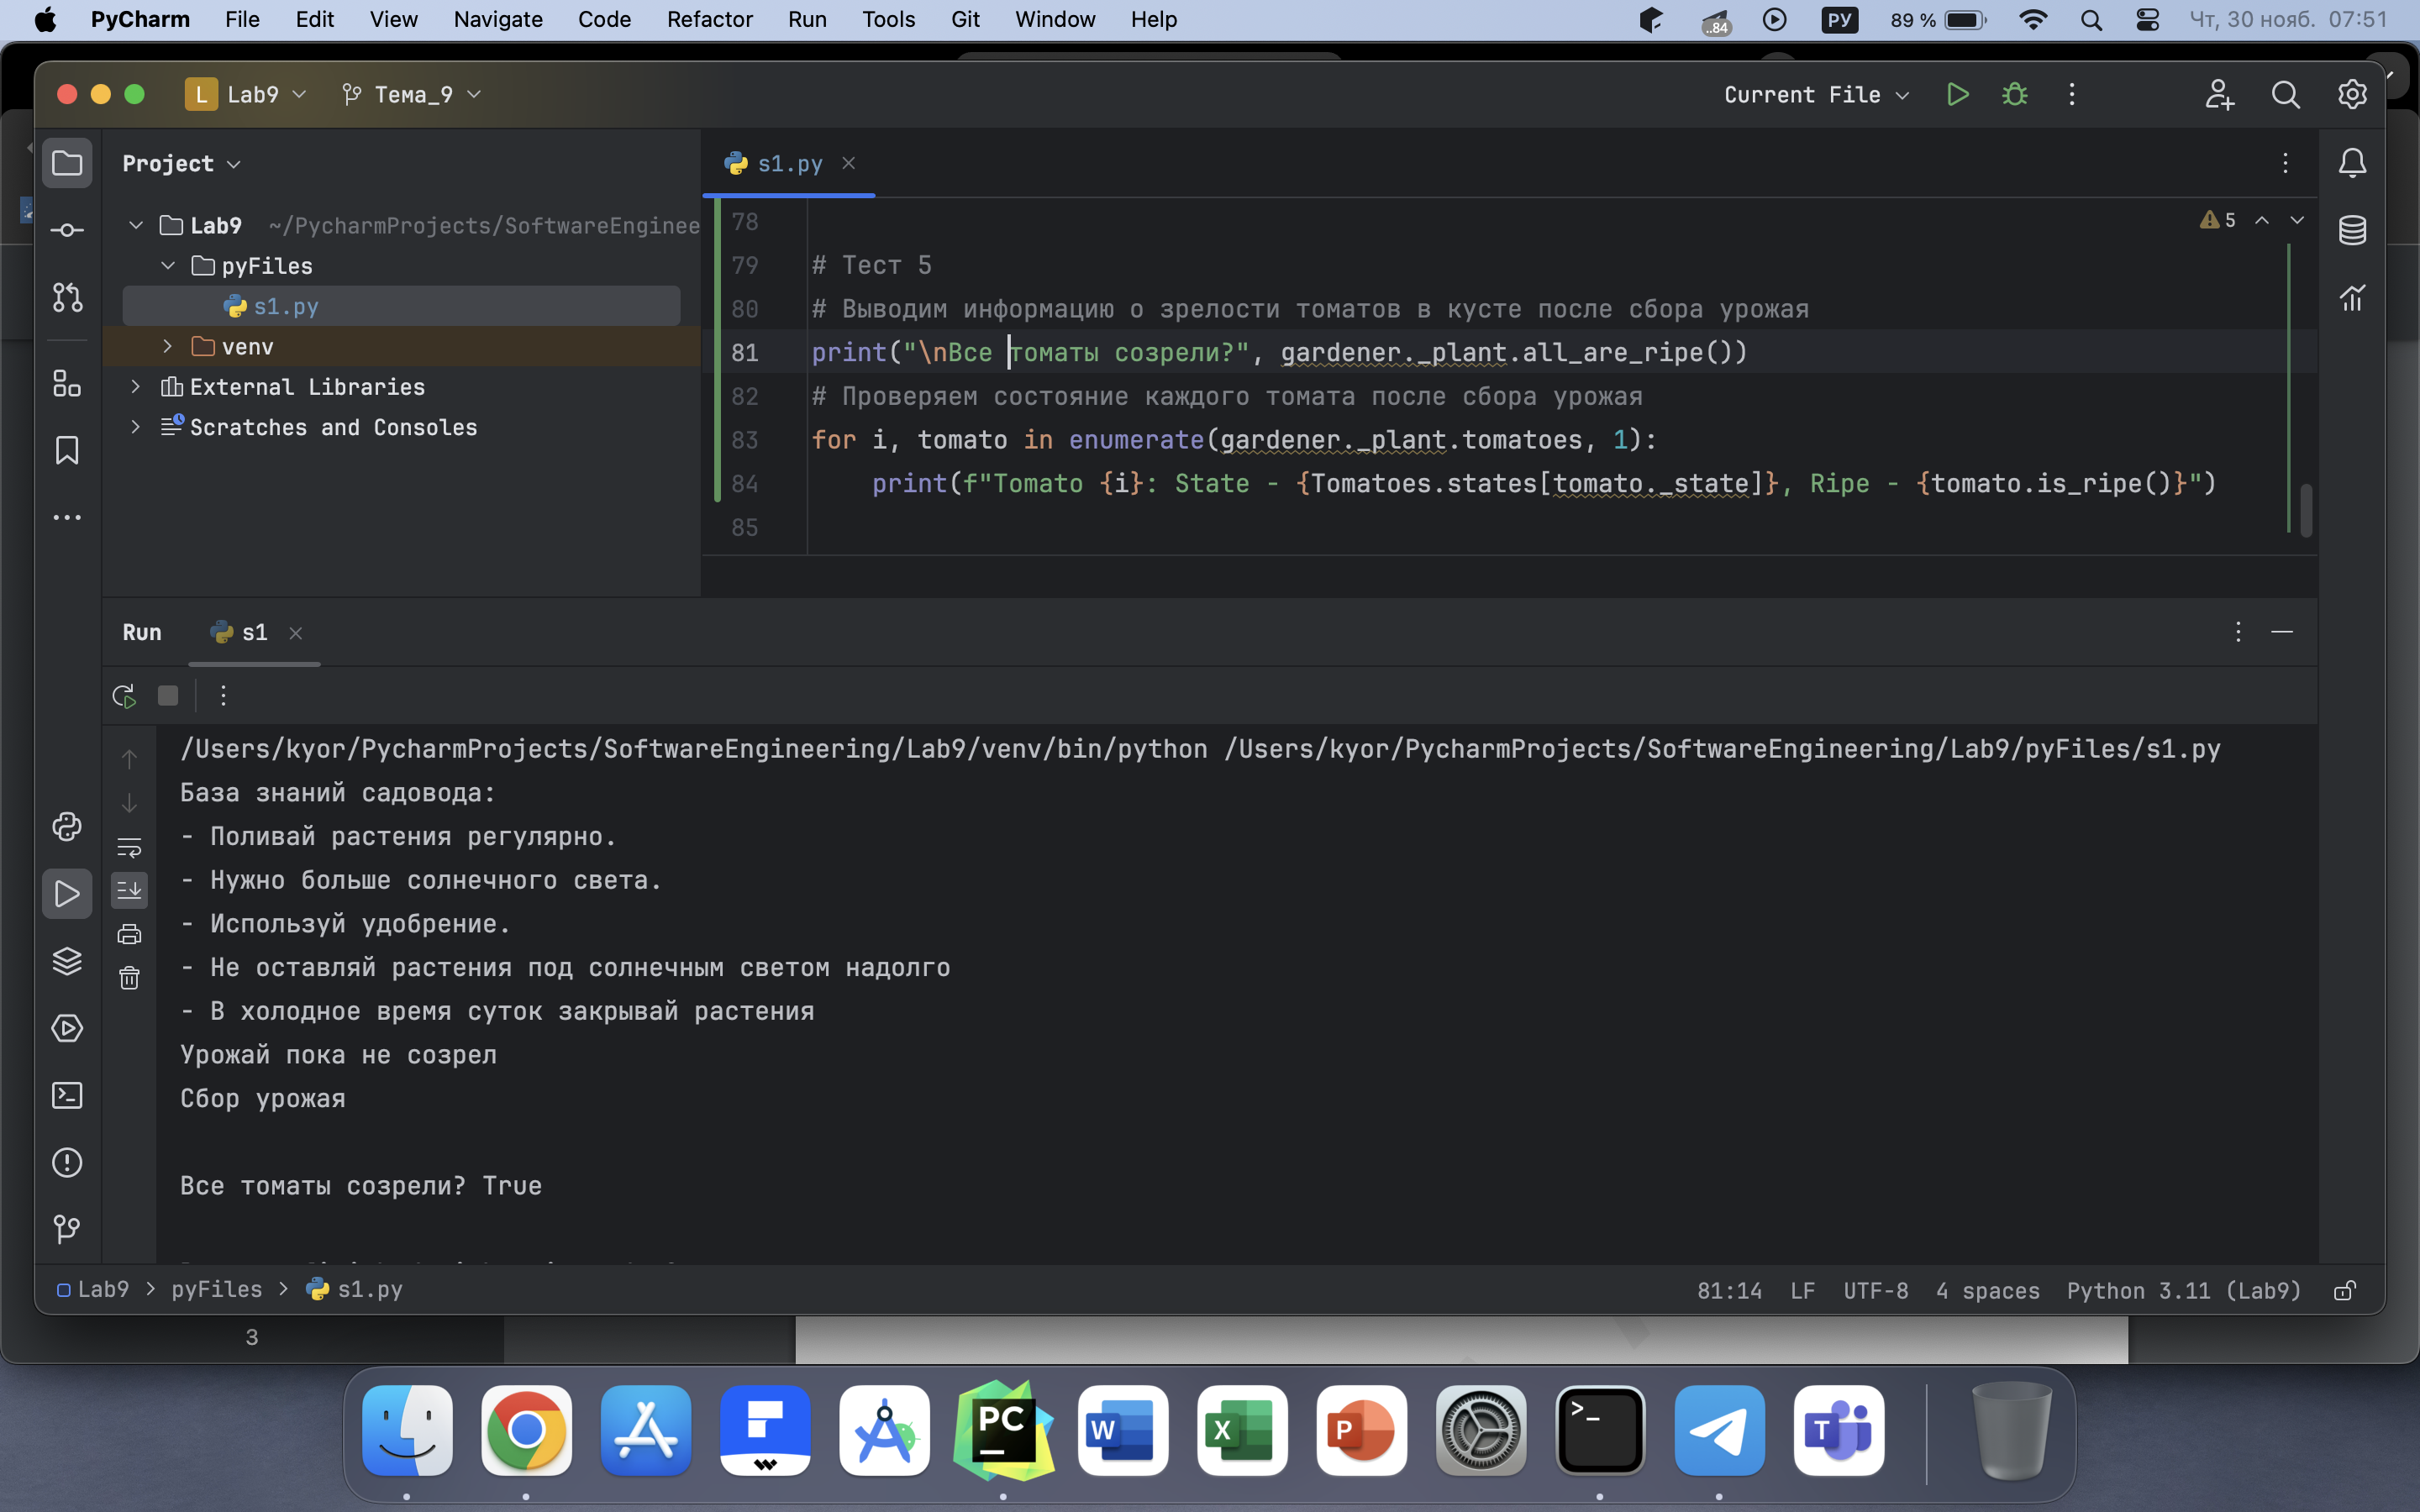 PyCharm File Edit View Navigate Code Refactor Run Tools Git Window Help ..84 РУ 89 % Чт, 30 нояб. 07:51
L Lab9 Тема_9 Current File
Project
s1.py
Lab9 ~/PycharmProjects/SoftwareEnginee
pyFiles
s1.py
venv
External Libraries
Scratches and Consoles
5
78
79 # Тест 5
80 # Выводим информацию о зрелости томатов в кусте после сбора урожая
81 print("\nВсе томаты созрели?", gardener._plant.all_are_ripe())
82 # Проверяем состояние каждого томата после сбора урожая
83 for i, tomato in enumerate(gardener._plant.tomatoes, 1):
84 print(f"Tomato {i}: State - {Tomatoes.states[tomato._state]}, Ripe - {tomato.is_ripe()}")
85
Run s1
/Users/kyor/PycharmProjects/SoftwareEngineering/Lab9/venv/bin/python /Users/kyor/PycharmProjects/SoftwareEngineering/Lab9/pyFiles/s1.py
База знаний садовода:
- Поливай растения регулярно.
- Нужно больше солнечного света.
- Используй удобрение.
- Не оставляй растения под солнечным светом надолго
- В холодное время суток закрывай растения
Урожай пока не созрел
Сбор урожая
Все томаты созрели? True
Lab9 > pyFiles > s1.py 81:14 LF UTF-8 4 spaces Python 3.11 (Lab9)
3
PC W X P >_ T